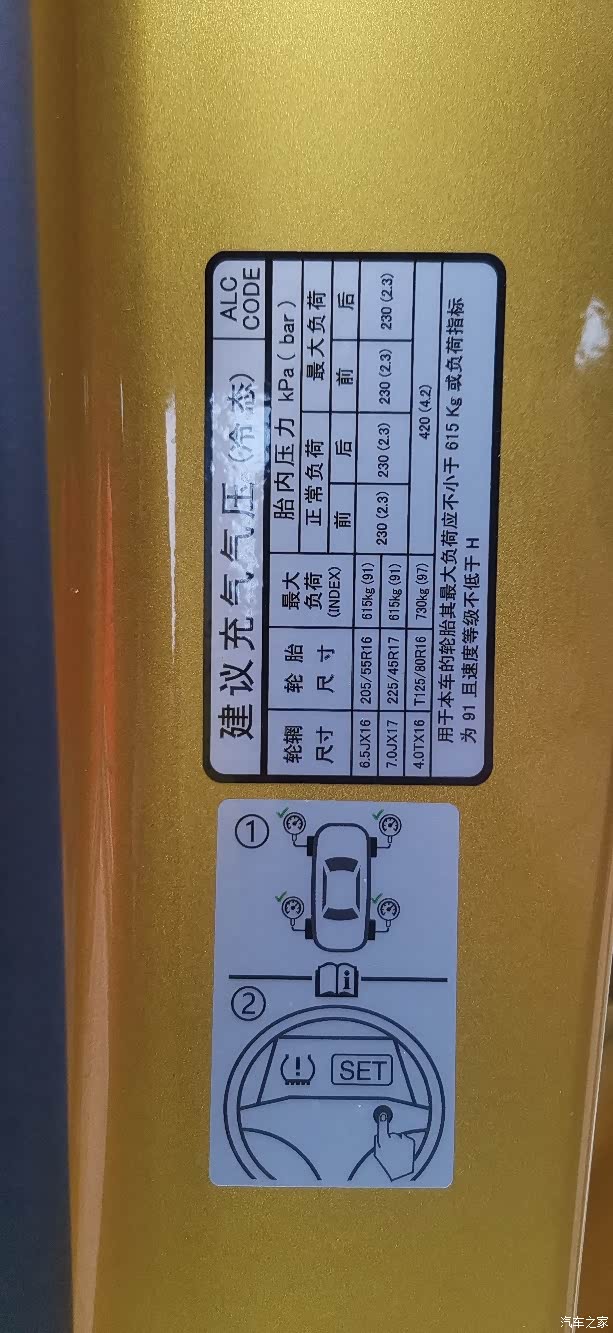 建议充气气压（冷态） ALC CODE
轮辋尺寸 轮胎尺寸 最大负荷(INDEX) 胎内压力 kPa(bar)
正常负荷 最大负荷
前 后 前 后
6.5JX16 205/55R16 615kg(91) 230(2.3) 230(2.3) 230(2.3) 230(2.3)
7.0JX17 225/45R17 615kg(91)
4.0TX16 T125/80R16 730kg(97) 420(4.2)
用于本车的轮胎其最大负荷应不小于 615 Kg 或负荷指标
为 91 且速度等级不低于 H
①
②
SET
汽车之家